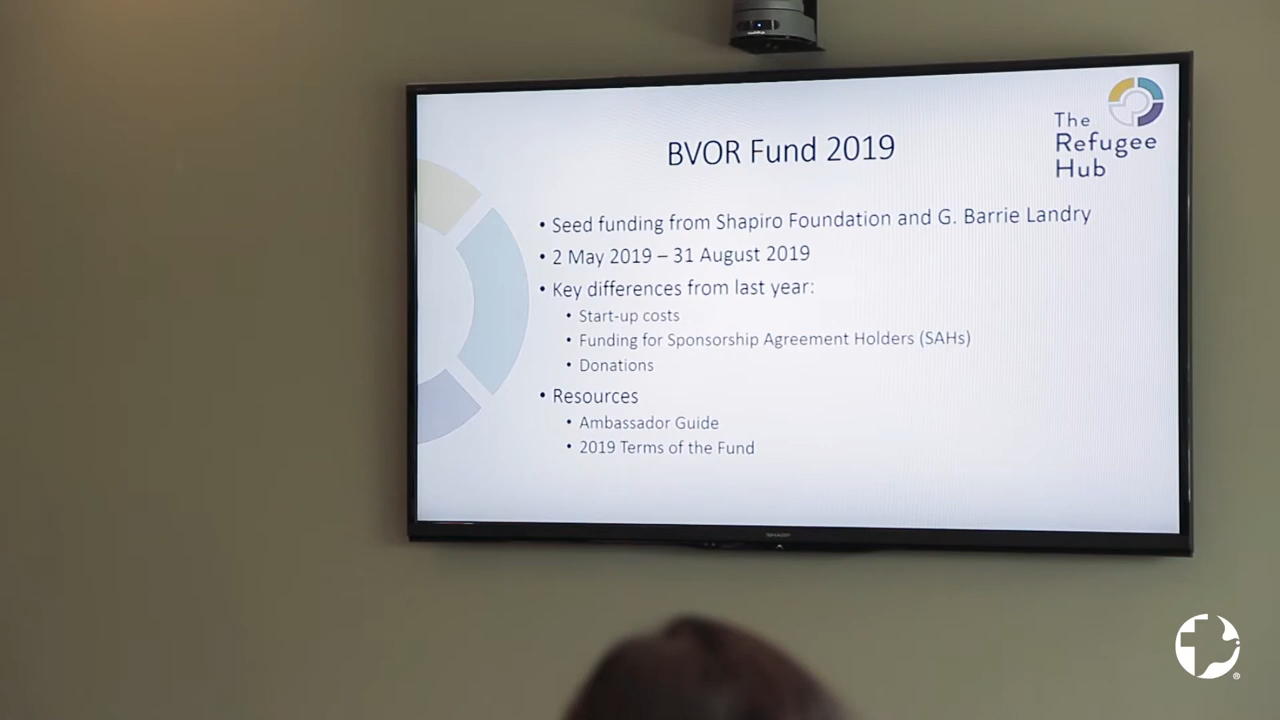 The
Refugee
Hub
BVOR Fund 2019
• Seed funding from Shapiro Foundation and G. Barrie Landry
• 2 May 2019 – 31 August 2019
• Key differences from last year:
• Start-up costs
• Funding for Sponsorship Agreement Holders (SAHs)
• Donations
• Resources
• Ambassador Guide
• 2019 Terms of the Fund
SHARP
®